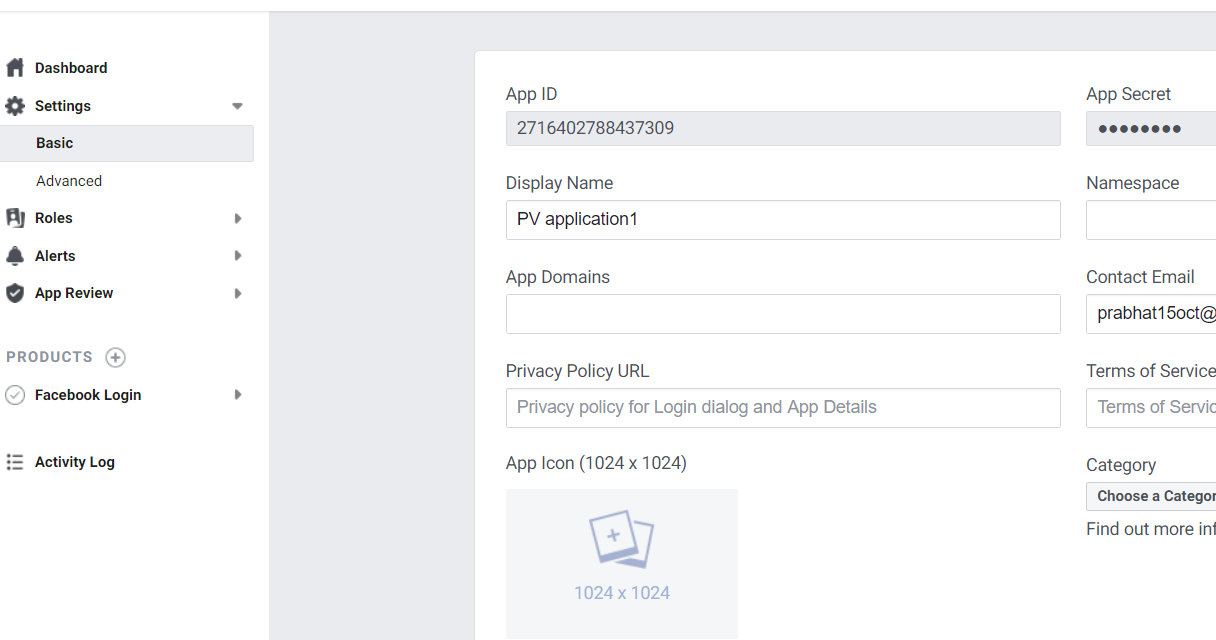 Dashboard
Settings
Basic
Advanced
Roles
Alerts
App Review
PRODUCTS
Facebook Login
Activity Log
App ID
2716402788437309
App Secret
●●●●●●●●
Display Name
PV application1
Namespace
App Domains
Contact Email
prabhat15oct@
Privacy Policy URL
Privacy policy for Login dialog and App Details
Terms of Service
Terms of Servic
App Icon (1024 x 1024)
1024 x 1024
Category
Choose a Categor
Find out more inf